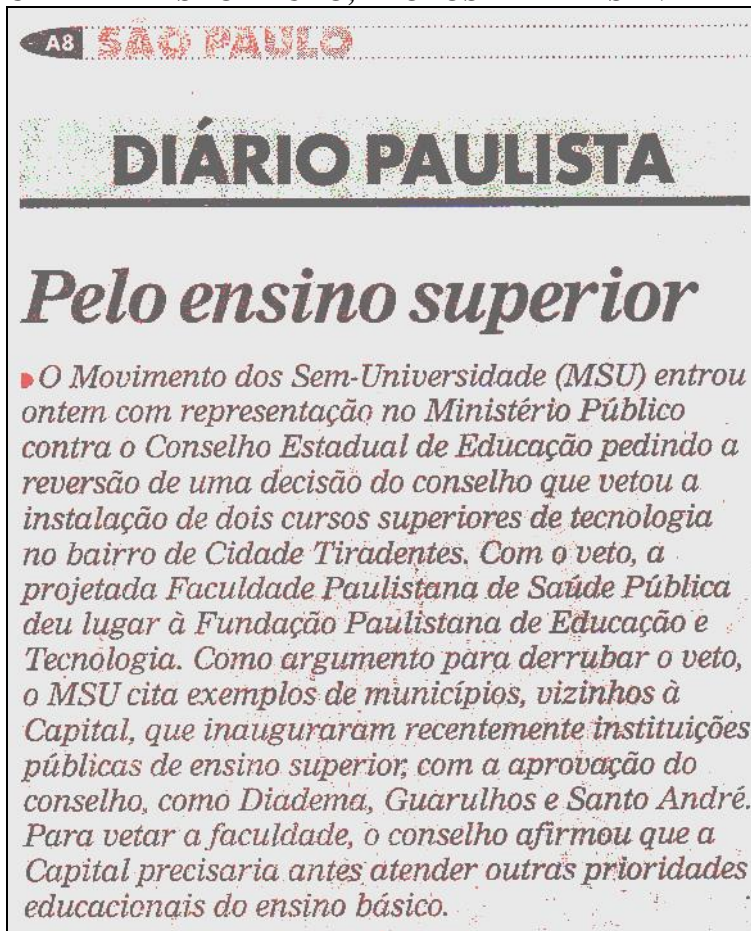 A8 SÃO PAULO
DIÁRIO PAULISTA
Pelo ensino superior
O Movimento dos Sem-Universidade (MSU) entrou
ontem com representação no Ministério Público
contra o Conselho Estadual de Educação pedindo a
reversão de uma decisão do conselho que vetou a
instalação de dois cursos superiores de tecnologia
no bairro de Cidade Tiradentes. Com o veto, a
projetada Faculdade Paulistana de Saúde Pública
deu lugar à Fundação Paulistana de Educação e
Tecnologia. Como argumento para derrubar o veto,
o MSU cita exemplos de municípios, vizinhos à
Capital, que inauguraram recentemente instituições
públicas de ensino superior, com a aprovação do
conselho, como Diadema, Guarulhos e Santo André.
Para vetar a faculdade, o conselho afirmou que a
Capital precisaria antes atender outras prioridades
educacionais do ensino básico.